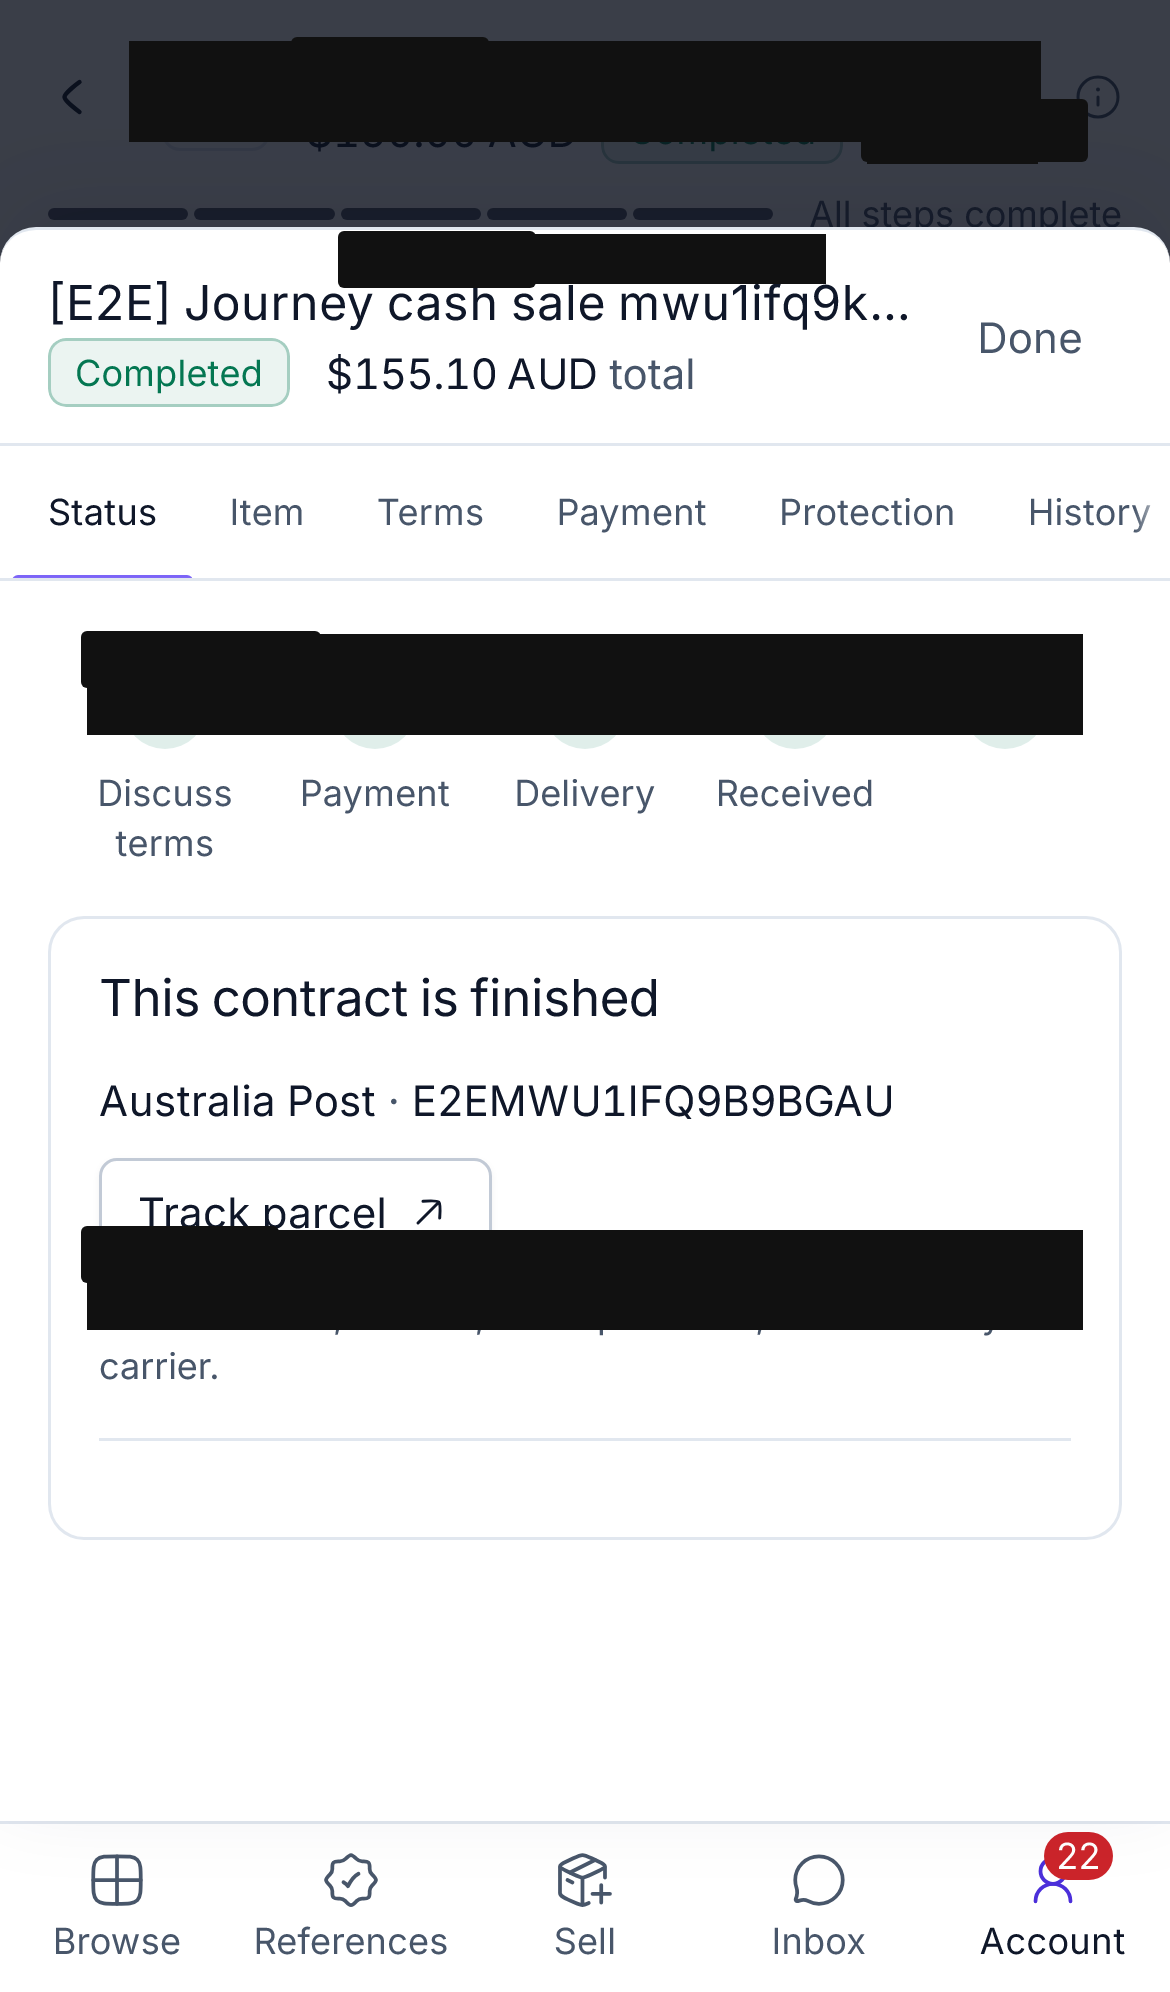 All steps complete
[E2E] Journey cash sale mwu1ifq9k...
Done
Completed
$155.10 AUD total
Status
Item
Terms
Payment
Protection
History
Discuss
terms
Payment
Delivery
Received
This contract is finished
Australia Post · E2EMWU1IFQ9B9BGAU
Track parcel
carrier.
22
Browse
References
Sell
Inbox
Account